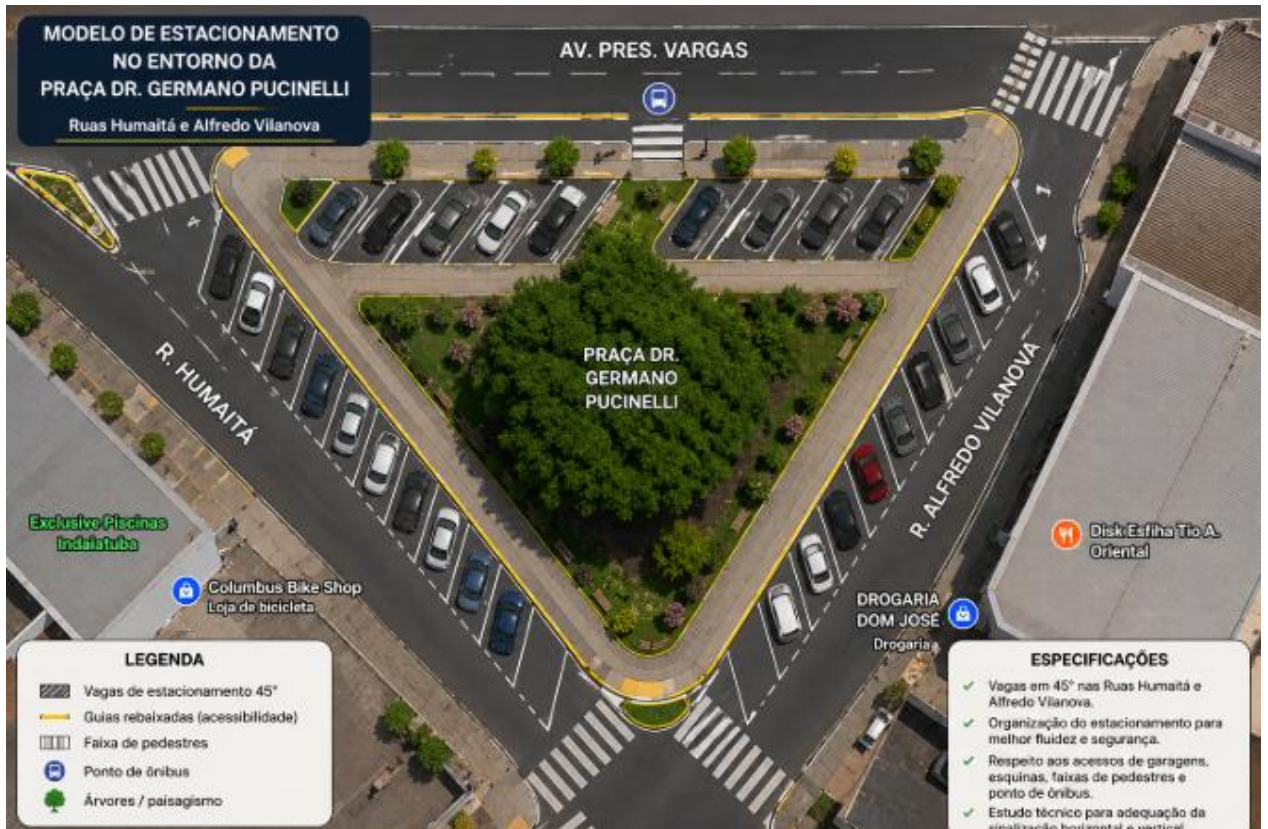 MODELO DE ESTACIONAMENTO
NO ENTORNO DA
PRAÇA DR. GERMANO PUCINELLI
Ruas Humaitá e Alfredo Vilanova
AV. PRES. VARGAS
R. HUMAITÁ
PRAÇA DR.
GERMANO
PUCINELLI
R. ALFREDO VILANOVA
Exclusive Piscinas
Indaiatuba
Columbus Bike Shop
Loja de bicicleta
Disk Esfiha Tio A.
Oriental
DROGARIA
DOM JOSÉ
Drogaria
LEGENDA
Vagas de estacionamento 45°
Guias rebaixadas (acessibilidade)
Faixa de pedestres
Ponto de ônibus
Árvores / paisagismo
ESPECIFICAÇÕES
Vagas em 45° nas Ruas Humaitá e
Alfredo Vilanova.
Organização do estacionamento para
melhor fluidez e segurança.
Respeito aos acessos de garagens,
esquinas, faixas de pedestres e
ponto de ônibus.
Estudo técnico para adequação da
sinalização horizontal e vertical